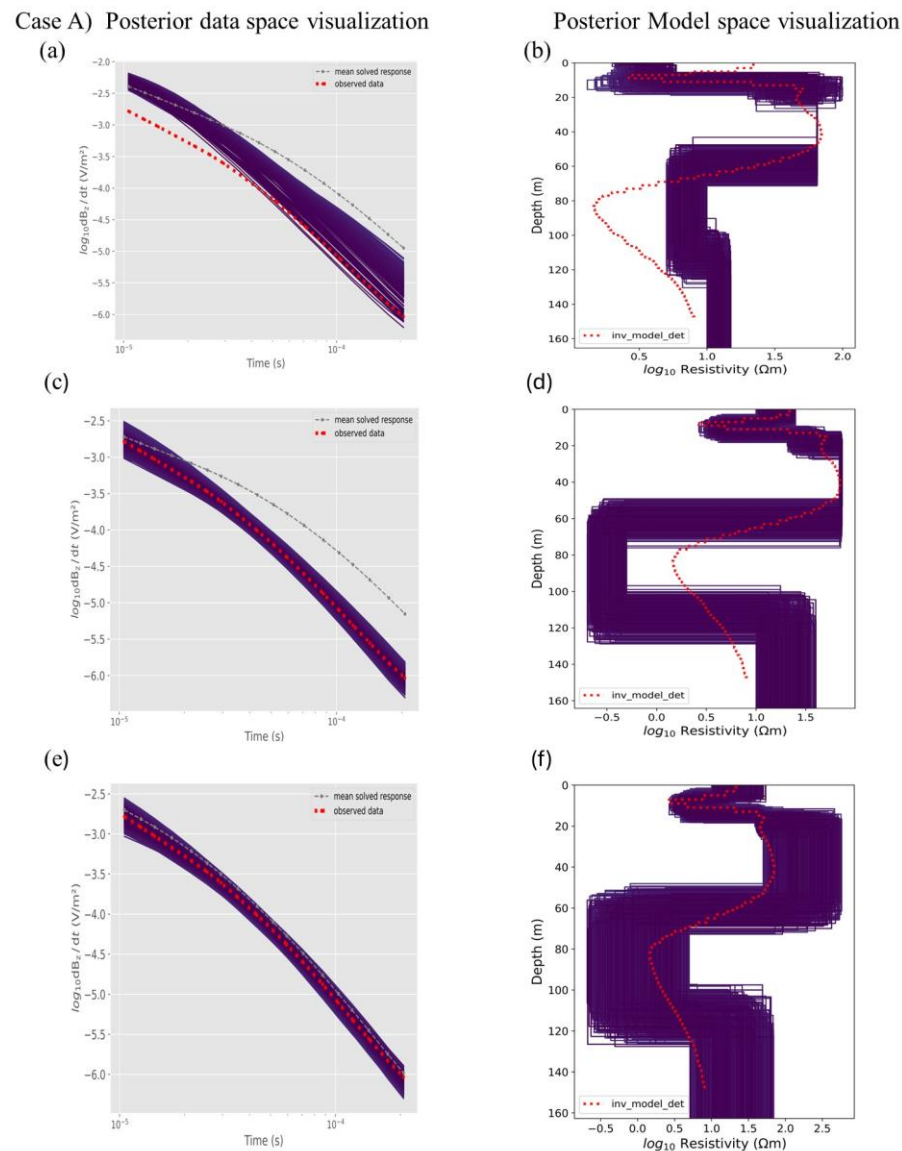 Case A) Posterior data space visualization
Posterior Model space visualization
(a)
(b)
mean solved response
observed data
-2.0
-2.5
-3.0
-3.5
-4.0
-4.5
-5.0
-5.5
-6.0
log₁₀dB_z / dt (V/m²)
10⁻⁵
10⁻⁴
Time (s)
0
20
40
60
80
100
120
140
160
Depth (m)
inv_model_det
0.5
1.0
1.5
2.0
log₁₀ Resistivity (Ωm)
(c)
(d)
mean solved response
observed data
-2.5
-3.0
-3.5
-4.0
-4.5
-5.0
-5.5
-6.0
log₁₀dB_z / dt (V/m²)
10⁻⁵
10⁻⁴
Time (s)
0
20
40
60
80
100
120
140
160
Depth (m)
inv_model_det
-0.5
0.0
0.5
1.0
1.5
log₁₀ Resistivity (Ωm)
(e)
(f)
mean solved response
observed data
-2.5
-3.0
-3.5
-4.0
-4.5
-5.0
-5.5
-6.0
log₁₀dB_z / dt (V/m²)
10⁻⁵
10⁻⁴
Time (s)
0
20
40
60
80
100
120
140
160
Depth (m)
inv_model_det
-0.5
0.0
0.5
1.0
1.5
2.0
2.5
log₁₀ Resistivity (Ωm)